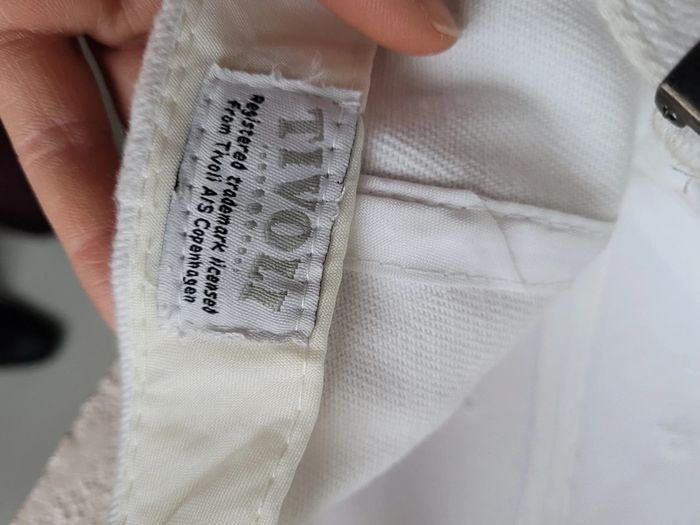 TIVOLI
Registered trademark licensed
from Tivoli A/S Copenhagen